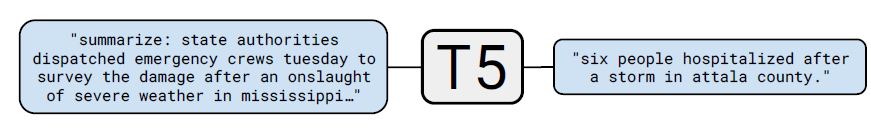 "summarize: state authorities
dispatched emergency crews tuesday to
survey the damage after an onslaught
of severe weather in mississippi…"
T5
"six people hospitalized after
a storm in attala county."